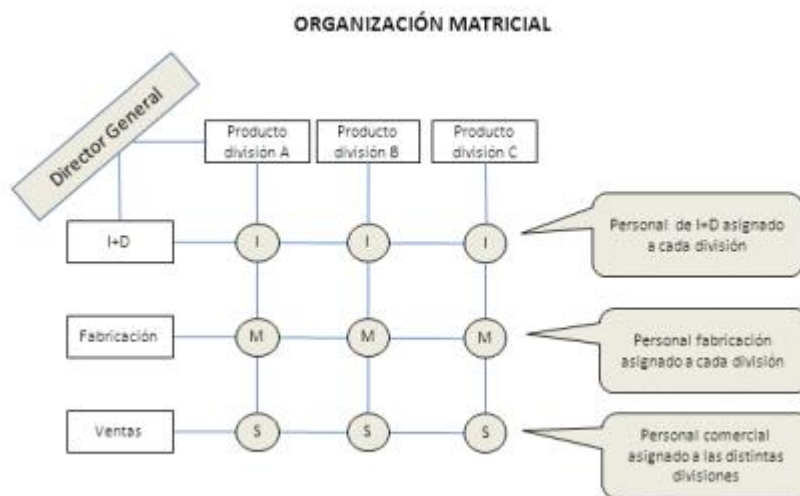 ORGANIZACIÓN MATRICIAL
Director General
Producto
división A
Producto
división B
Producto
división C
I+D
I
I
I
Personal de I+D asignado
a cada división
Fabricación
M
M
M
Personal fabricación
asignado a cada división
Ventas
S
S
S
Personal comercial
asignado a las distintas
divisiones